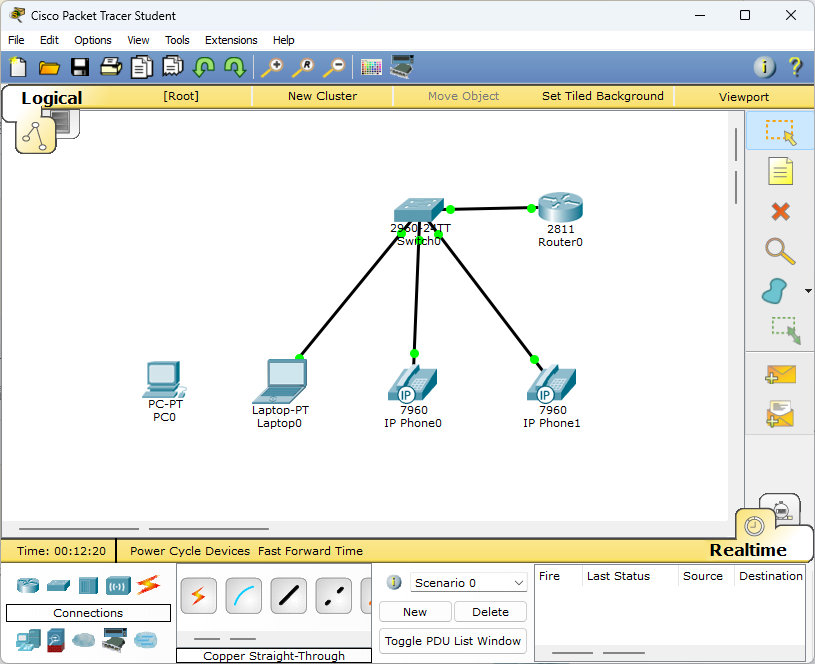 Cisco Packet Tracer Student
File Edit Options View Tools Extensions Help
Logical [Root] New Cluster Move Object Set Tiled Background Viewport
2960-24TT
Switch0
2811
Router0
PC-PT
PC0
Laptop-PT
Laptop0
IP
7960
IP Phone0
IP
7960
IP Phone1
Time: 00:12:20 Power Cycle Devices Fast Forward Time Realtime
Connections
Copper Straight-Through
Scenario 0
New Delete
Toggle PDU List Window
Fire Last Status Source Destination